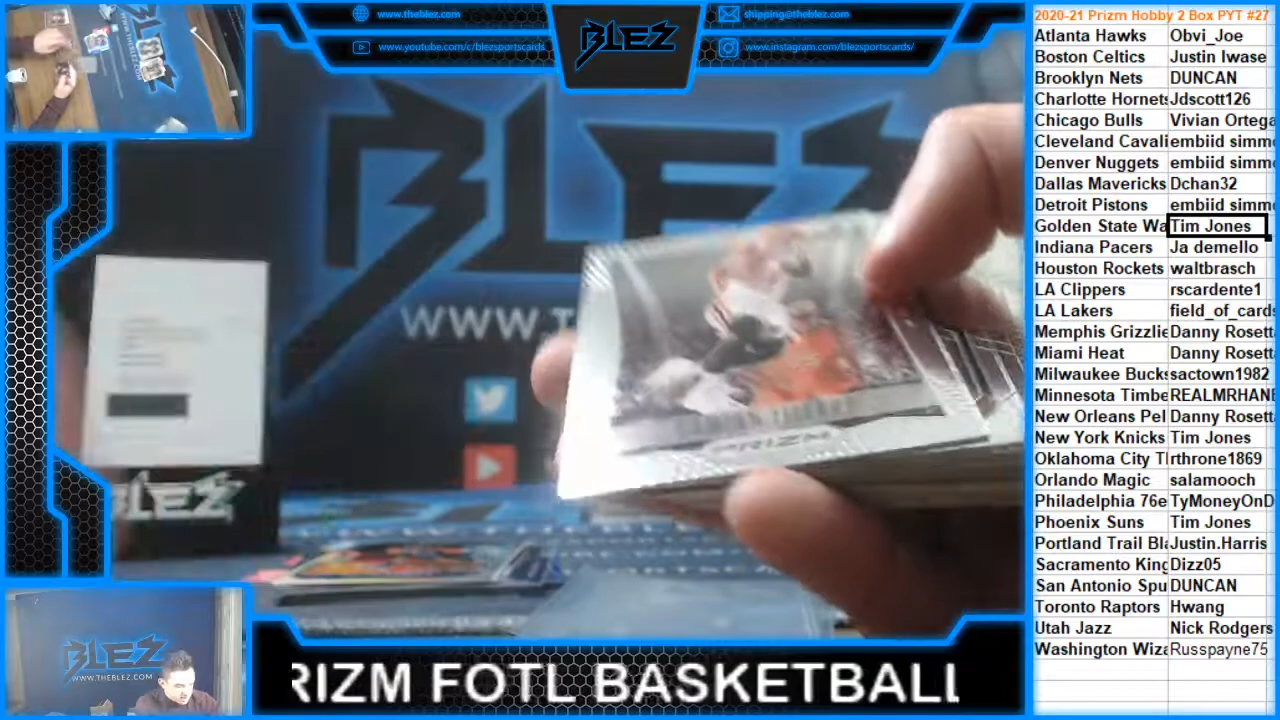 www.theblez.com
shipping@theblez.com
www.youtube.com/c/blezsportscards
www.instagram.com/blezsportscards/
BLEZ
BLEZ
WWW.T
PRIZM
BLEZ
BLEZ
WWW.THEBLEZ.COM
RIZM FOTL BASKETBALL
2020-21 Prizm Hobby 2 Box PYT #27
Atlanta Hawks Obvi_Joe
Boston Celtics Justin Iwase
Brooklyn Nets DUNCAN
Charlotte Hornets Jdscott126
Chicago Bulls Vivian Ortega
Cleveland Cavali embiid simmo
Denver Nuggets embiid simmo
Dallas Mavericks Dchan32
Detroit Pistons embiid simmo
Golden State Wa Tim Jones
Indiana Pacers Ja demello
Houston Rockets waltbrasch
LA Clippers rscardente1
LA Lakers field_of_cards
Memphis Grizzlie Danny Rosett
Miami Heat Danny Rosett
Milwaukee Bucks sactown1982
Minnesota Timbe REALMRHANE
New Orleans Pel Danny Rosett
New York Knicks Tim Jones
Oklahoma City T rthrone1869
Orlando Magic salamooch
Philadelphia 76e TyMoneyOnD
Phoenix Suns Tim Jones
Portland Trail Bla Justin.Harris
Sacramento King Dizz05
San Antonio Spu DUNCAN
Toronto Raptors Hwang
Utah Jazz Nick Rodgers
Washington Wiza Russpayne75